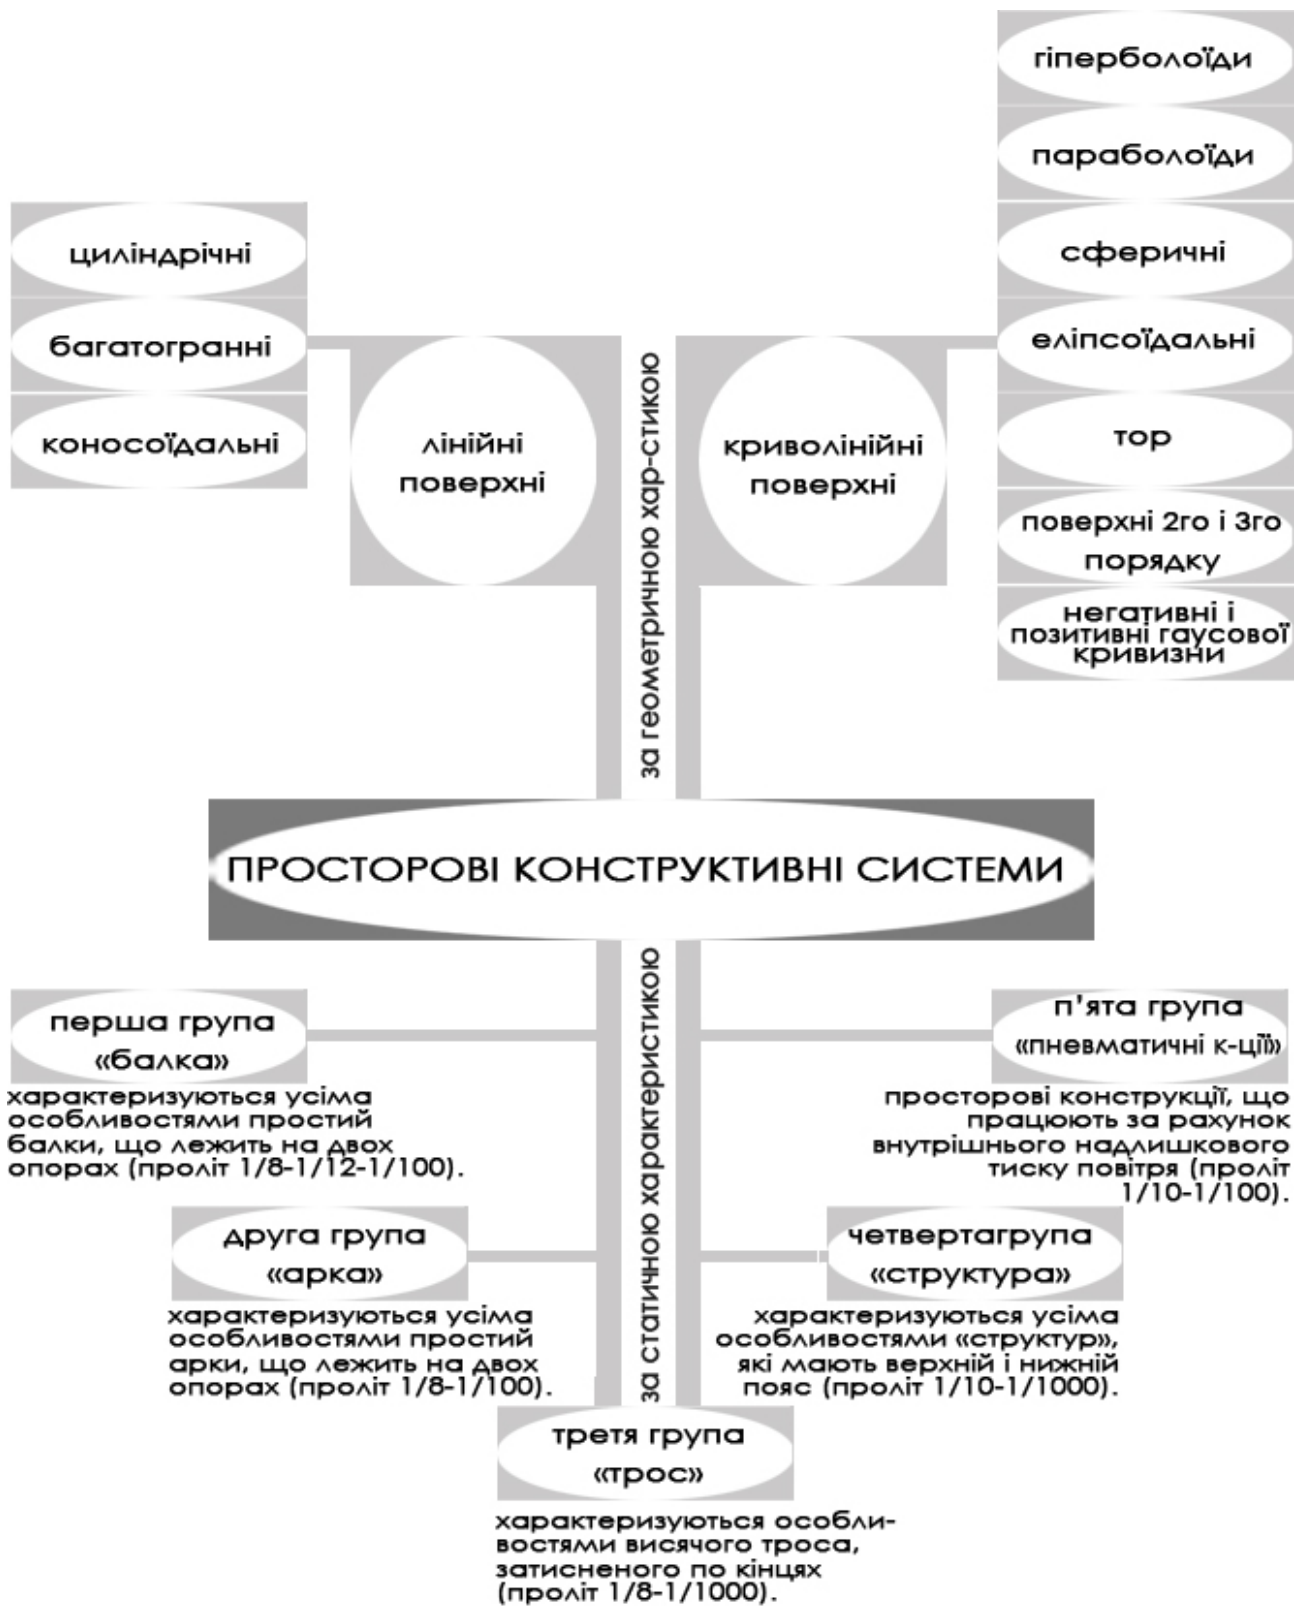 гіперболоїди
параболоїди
сферичні
еліпсоїдальні
тор
поверхні 2го і 3го
порядку
негативні і
позитивні гаусової
кривизни
циліндрічні
багатогранні
коносоїдальні
лінійні
поверхні
за геометричною хар-стикою
криволінійні
поверхні
ПРОСТОРОВІ КОНСТРУКТИВНІ СИСТЕМИ
за статичною характеристикою
перша група
«балка»
характеризуються усіма
особливостями простий
балки, що лежить на двох
опорах (проліт 1/8-1/12-1/100).
п'ята група
«пневматичні к-ції»
просторові конструкції, що
працюють за рахунок
внутрішнього надлишкового
тиску повітря (проліт
1/10-1/100).
друга група
«арка»
характеризуються усіма
особливостями простий
арки, що лежить на двох
опорах (проліт 1/8-1/100).
четвертагрупа
«структура»
характеризуються усіма
особливостями «структур»,
які мають верхній і нижній
пояс (проліт 1/10-1/1000).
третя група
«трос»
характеризуються особли-
востями висячого троса,
затисненого по кінцях
(проліт 1/8-1/1000).